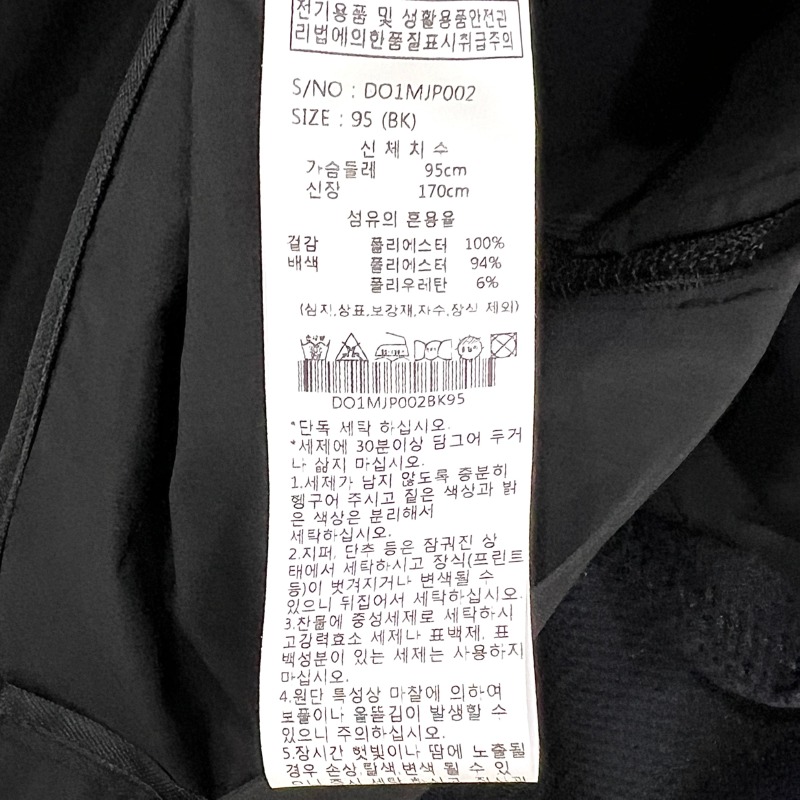 전기용품 및 생활용품안전관
리법에의한품질표시취급주의
S/NO : DO1MJP002
SIZE : 95 (BK)
신 체 치 수
가슴둘레 95cm
신장 170cm
섬유의 혼용율
겉감 폴리에스터 100%
배색 폴리에스터 94%
폴리우레탄 6%
(심지,상표,보강재,자수,장식 제외)
DO1MJP002BK95
*단독 세탁 하십시오.
*세제에 30분이상 담그어 두거
나 삶지 마십시오.
1.세제가 남지 않도록 충분히
헹구어 주시고 짙은 색상과 밝
은 색상은 분리해서
세탁하십시오.
2.지퍼, 단추 등은 잠궈진 상
태에서 세탁하시고 장식(프린트
등)이 벗겨지거나 변색될 수
있으니 뒤집어서 세탁하십시오.
3.찬물에 중성세제로 세탁하시
고강력효소 세제나 표백제, 표
백성분이 있는 세제는 사용하지
마십시오.
4.원단 특성상 마찰에 의하여
보풀이나 올뜯김이 발생할 수
있으니 주의하십시오.
5.장시간 햇빛이나 땀에 노출될
경우 손상,탈색,변색 될 수 있